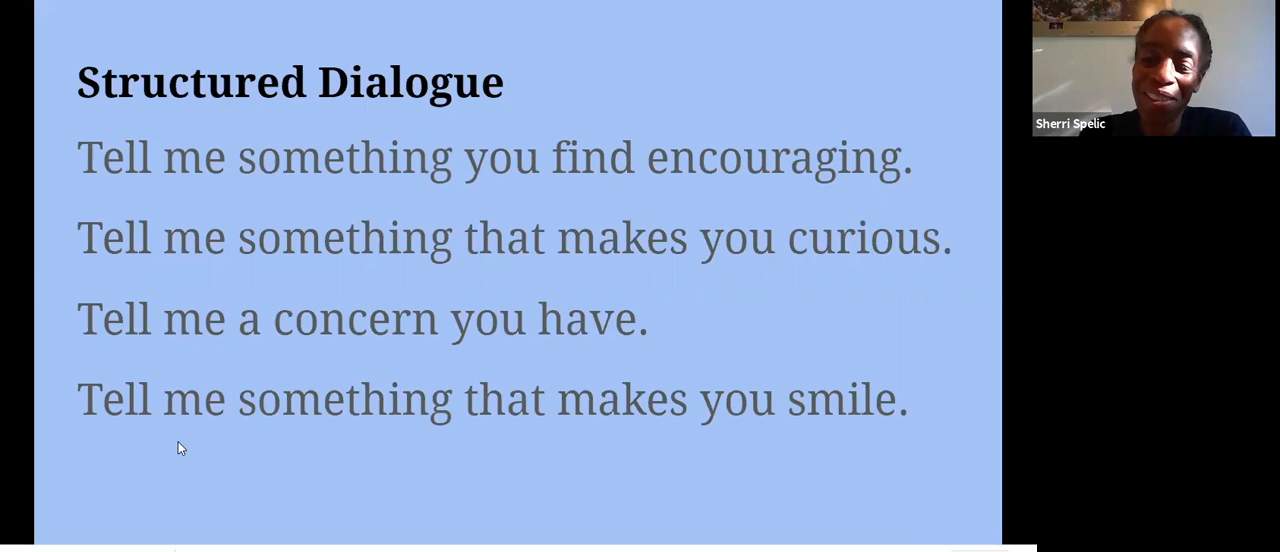 Structured Dialogue
Tell me something you find encouraging.
Tell me something that makes you curious.
Tell me a concern you have.
Tell me something that makes you smile.
Sherri Spelic